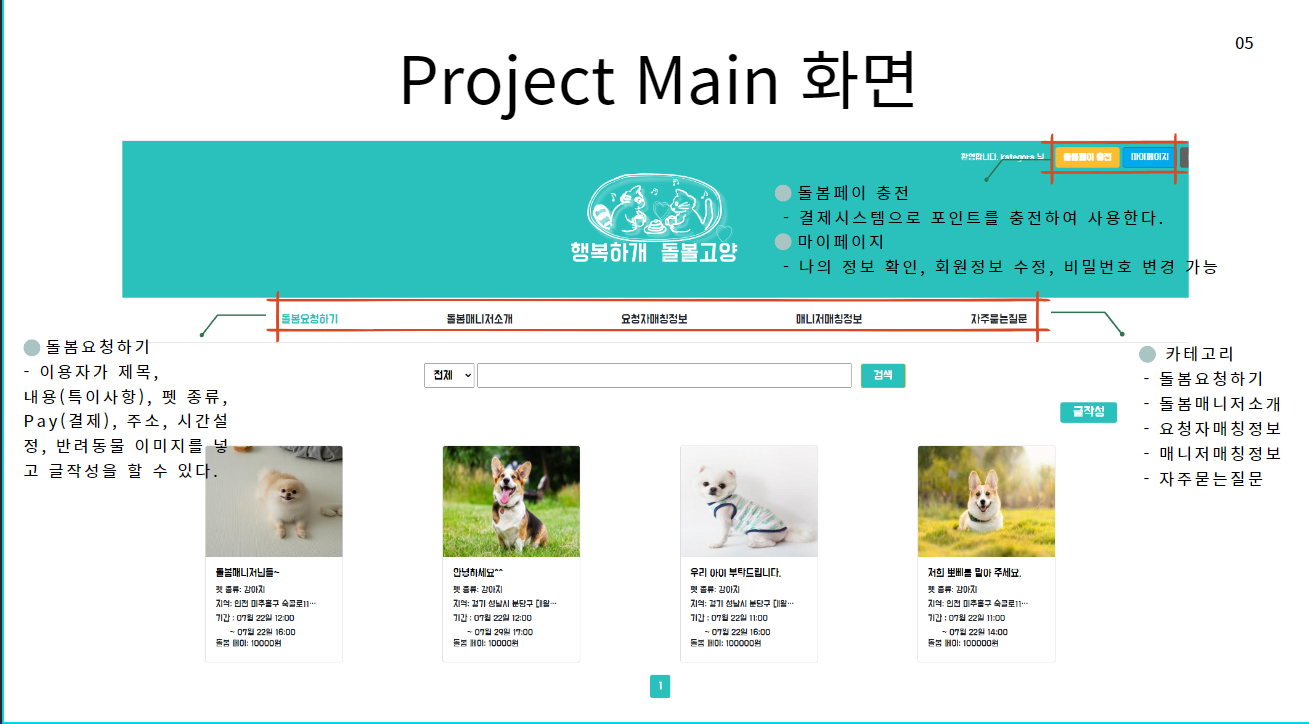 05
Project Main 화면
환영합니다. kategora 님
돌봄페이 충전
마이페이지
돌봄페이 충전
- 결제시스템으로 포인트를 충전하여 사용한다.
마이페이지
- 나의 정보 확인, 회원정보 수정, 비밀번호 변경 가능
행복하개 돌볼고양
돌봄요청하기
돌봄매니저소개
요청자매칭정보
매니저매칭정보
자주묻는질문
돌봄요청하기
- 이용자가 제목,
내용(특이사항), 펫 종류,
Pay(결제), 주소, 시간설
정, 반려동물 이미지를 넣
고 글작성을 할 수 있다.
전체
검색
글작성
카테고리
- 돌봄요청하기
- 돌봄매니저소개
- 요청자매칭정보
- 매니저매칭정보
- 자주묻는질문
돌봄매니저님들~
펫 종류: 강아지
지역: 인천 미추홀구 숙골로11···
기간 : 07월 22일 12:00
~ 07월 22일 16:00
돌봄 페이: 10000원
안녕하세요^^
펫 종류: 강아지
지역: 경기 성남시 분당구 대왕···
기간 : 07월 22일 12:00
~ 07월 29일 17:00
돌봄 페이: 10000원
우리 아이 부탁드립니다.
펫 종류: 강아지
지역: 경기 성남시 분당구 대왕···
기간 : 07월 22일 11:00
~ 07월 22일 16:00
돌봄 페이: 100000원
저희 뽀삐를 맡아 주세요.
펫 종류: 강아지
지역: 인천 미추홀구 숙골로11···
기간 : 07월 22일 11:00
~ 07월 22일 14:00
돌봄 페이: 100000원
1